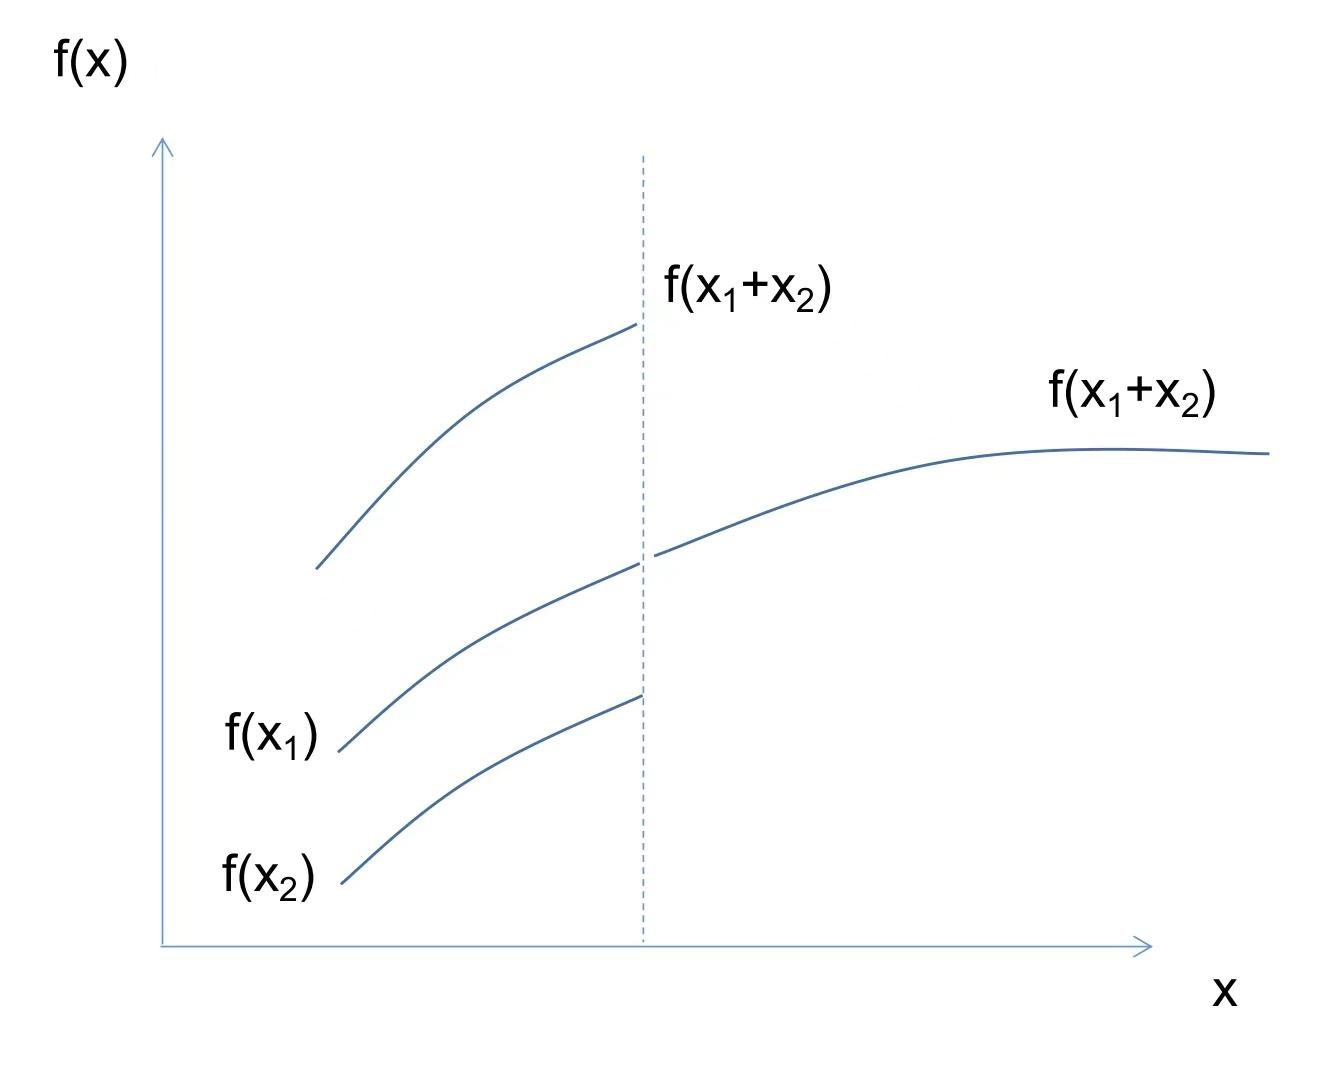 f(x)
f(x₁+x₂)
f(x₁+x₂)
f(x₁)
f(x₂)
x